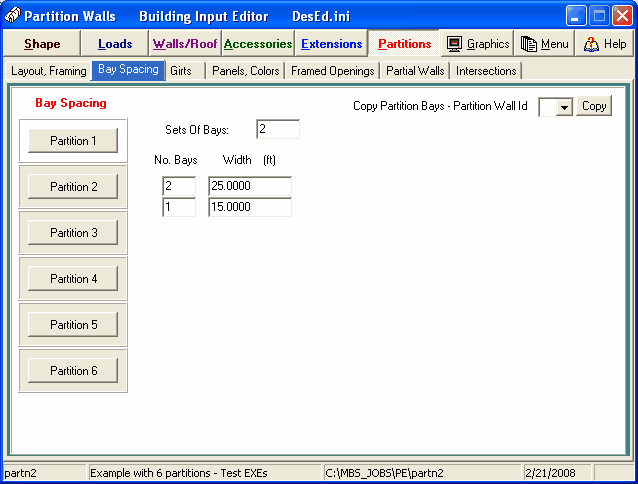 Partition Walls Building Input Editor DesEd.ini
Shape Loads Walls/Roof Accessories Extensions Partitions Graphics Menu Help
Layout, Framing Bay Spacing Girts Panels, Colors Framed Openings Partial Walls Intersections
Bay Spacing
Copy Partition Bays - Partition Wall Id Copy
Sets Of Bays: 2
Partition 1
No. Bays Width (ft)
2 25.0000
1 15.0000
Partition 2
Partition 3
Partition 4
Partition 5
Partition 6
partn2 Example with 6 partitions - Test EXEs C:\MBS_JOBS\PE\partn2 2/21/2008